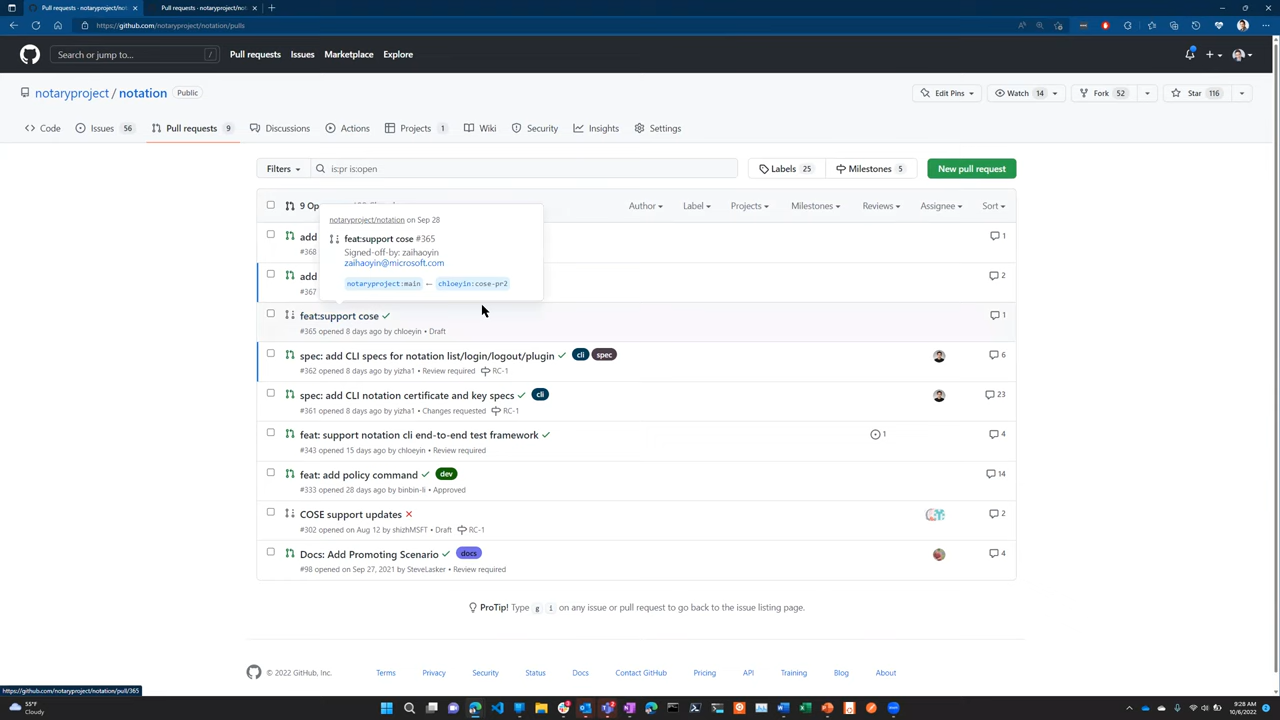 Pull requests · notaryproject/not
Pull requests · notaryproject/not
https://github.com/notaryproject/notation/pulls
Search or jump to...
/
Pull requests
Issues
Marketplace
Explore
notaryproject / notation
Public
Edit Pins
Watch 14
Fork 52
Star 116
Code
Issues 56
Pull requests 9
Discussions
Actions
Projects 1
Wiki
Security
Insights
Settings
Filters
is:pr is:open
Labels 25
Milestones 5
New pull request
9 Op
Author
Label
Projects
Milestones
Reviews
Assignee
Sort
notaryproject/notation on Sep 28
feat:support cose #365
Signed-off-by: zaihaoyin
zaihaoyin@microsoft.com
notaryproject:main ← chloeyin:cose-pr2
add
1
#368
add
2
#367
feat:support cose
1
#365 opened 8 days ago by chloeyin • Draft
spec: add CLI specs for notation list/login/logout/plugin
cli
spec
6
#362 opened 8 days ago by yizha1 • Review required
RC-1
spec: add CLI notation certificate and key specs
cli
23
#361 opened 8 days ago by yizha1 • Changes requested
RC-1
feat: support notation cli end-to-end test framework
1
4
#343 opened 15 days ago by chloeyin • Review required
feat: add policy command
dev
14
#333 opened 28 days ago by binbin-li • Approved
COSE support updates
2
#302 opened on Aug 12 by shizhMSFT • Draft
RC-1
Docs: Add Promoting Scenario
docs
4
#98 opened on Sep 27, 2021 by SteveLasker • Review required
ProTip! Type g i on any issue or pull request to go back to the issue listing page.
© 2022 GitHub, Inc.
Terms
Privacy
Security
Status
Docs
Contact GitHub
Pricing
API
Training
Blog
About
https://github.com/notaryproject/notation/pull/365
55°F
Cloudy
9:28 AM
10/6/2022